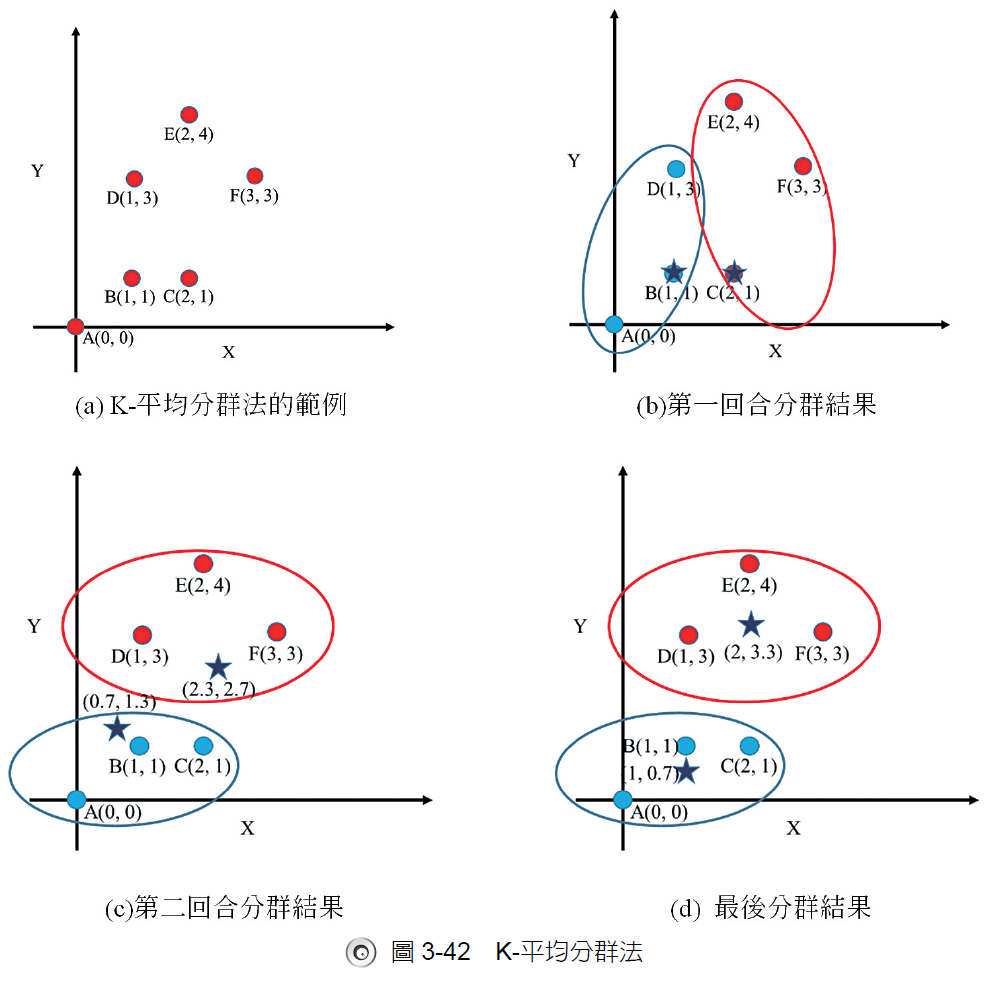 E(2, 4)
Y
D(1, 3)
F(3, 3)
B(1, 1) C(2, 1)
A(0, 0)
X
(a) K-平均分群法的範例
E(2, 4)
Y
D(1, 3)
F(3, 3)
B(1, 1) C(2, 1)
A(0, 0)
X
(b)第一回合分群結果
E(2, 4)
Y
D(1, 3)
F(3, 3)
(2.3, 2.7)
(0.7, 1.3)
B(1, 1) C(2, 1)
A(0, 0)
X
(c)第二回合分群結果
E(2, 4)
Y
D(1, 3)
(2, 3.3)
F(3, 3)
B(1, 1)
C(2, 1)
(1, 0.7)
A(0, 0)
X
(d) 最後分群結果
圖 3-42 K-平均分群法